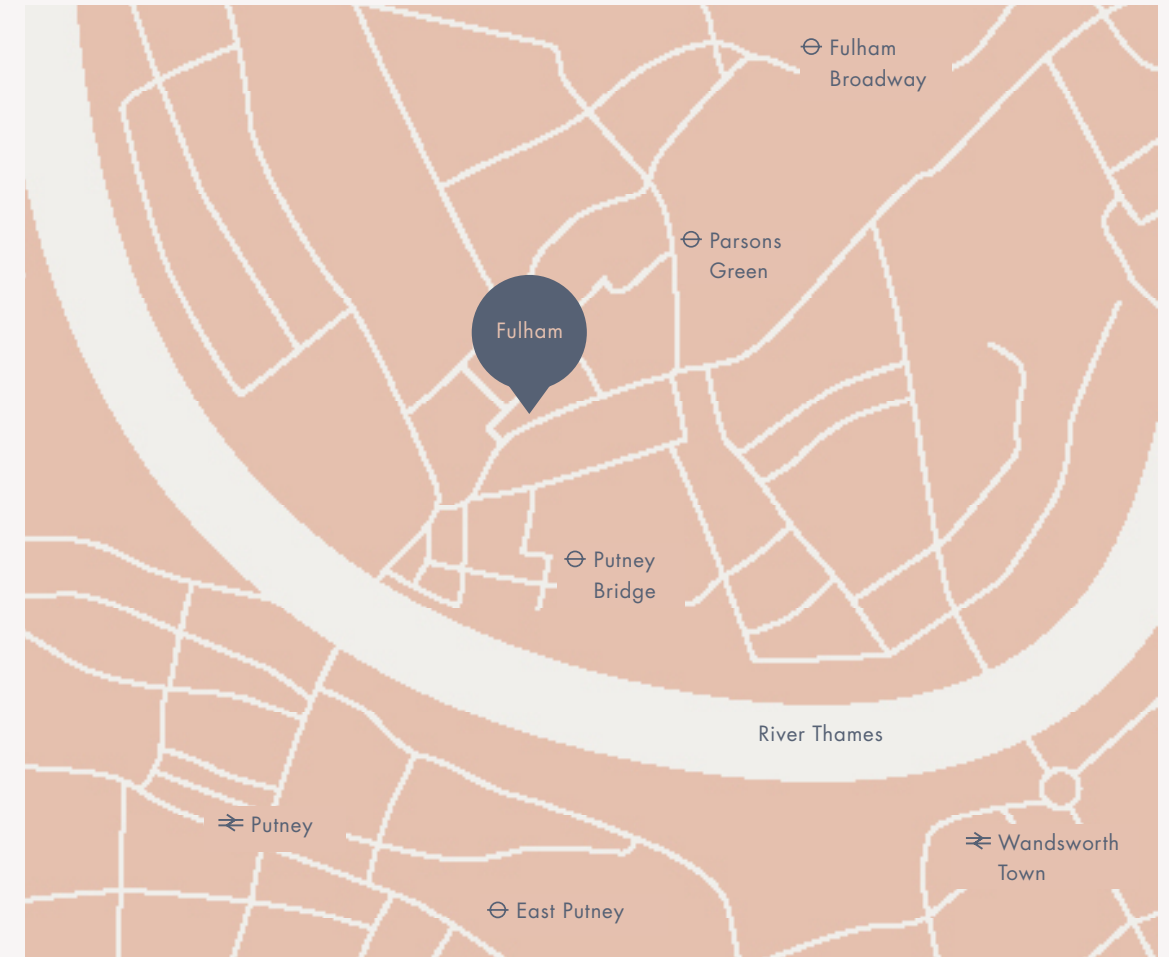 Fulham
Broadway
Parsons
Green
Fulham
Putney
Bridge
River Thames
Putney
Wandsworth
Town
East Putney